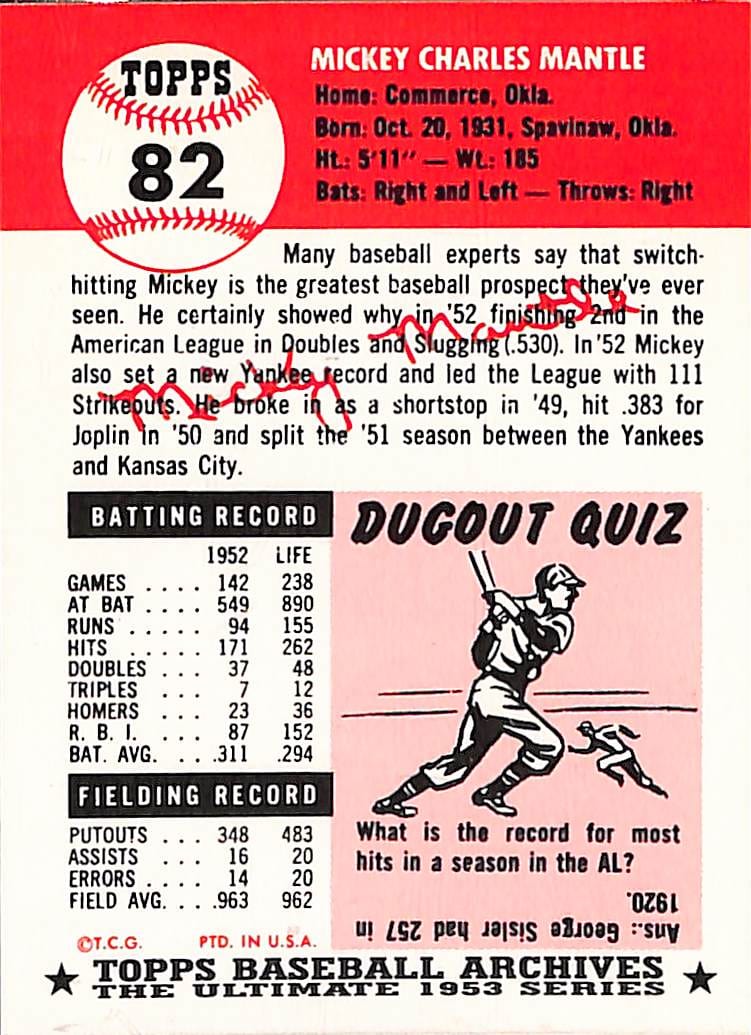 TOPPS
82
MICKEY CHARLES MANTLE
Home: Commerce, Okla.
Born: Oct. 20, 1931, Spavinaw, Okla.
Ht.: 5'11" — Wt.: 185
Bats: Right and Left — Throws: Right
Many baseball experts say that switch-
hitting Mickey is the greatest baseball prospect they've ever
seen. He certainly showed why in '52 finishing 2nd in the
American League in Doubles and Slugging (.530). In '52 Mickey
also set a new Yankee record and led the League with 111
Strikeouts. He broke in as a shortstop in '49, hit .383 for
Joplin in '50 and split the '51 season between the Yankees
and Kansas City.
Mickey Mantle
BATTING RECORD
1952 LIFE
GAMES . . . . 142 238
AT BAT . . . . 549 890
RUNS . . . . . 94 155
HITS . . . . . 171 262
DOUBLES . . . 37 48
TRIPLES . . . 7 12
HOMERS . . . 23 36
R. B. I. . . . 87 152
BAT. AVG. . . .311 .294
FIELDING RECORD
PUTOUTS . . . 348 483
ASSISTS . . . 16 20
ERRORS . . . . 14 20
FIELD AVG. . . .963 962
©T.C.G. PTD. IN U.S.A.
DUGOUT QUIZ
What is the record for most
hits in a season in the AL?
Ans.: George Sisler had 257 in
1920.
★ TOPPS BASEBALL ARCHIVES ★
THE ULTIMATE 1953 SERIES